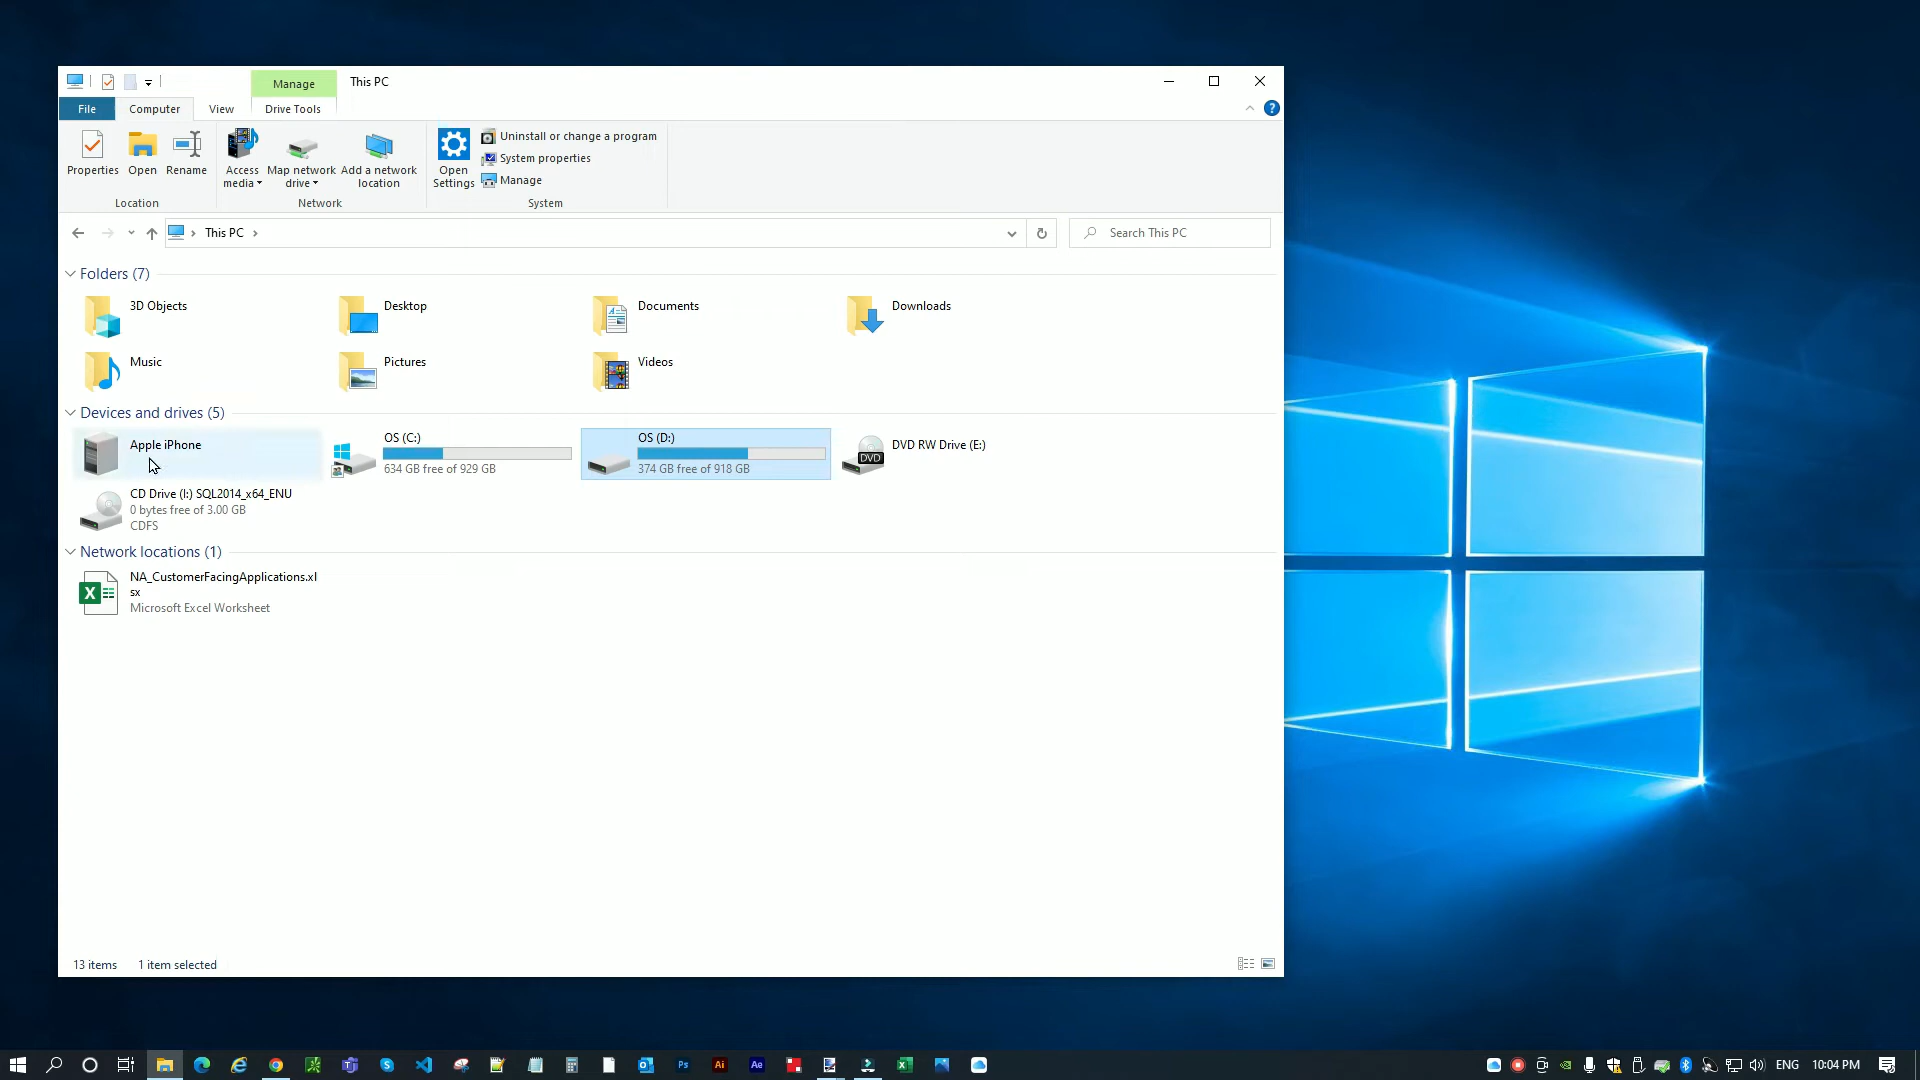 Manage
This PC
File
Computer
View
Drive Tools
?
Properties
Open
Rename
Access
media
Map network
drive
Add a network
location
Open
Settings
Uninstall or change a program
System properties
Manage
Location
Network
System
This PC
Search This PC
Folders (7)
3D Objects
Desktop
Documents
Downloads
Music
Pictures
Videos
Devices and drives (5)
Apple iPhone
OS (C:)
634 GB free of 929 GB
OS (D:)
374 GB free of 918 GB
DVD RW Drive (E:)
DVD
CD Drive (I:) SQL2014_x64_ENU
0 bytes free of 3.00 GB
CDFS
Network locations (1)
NA_CustomerFacingApplications.xl
sx
Microsoft Excel Worksheet
X
13 items
1 item selected
Ps
Ai
Ae
ENG
10:04 PM